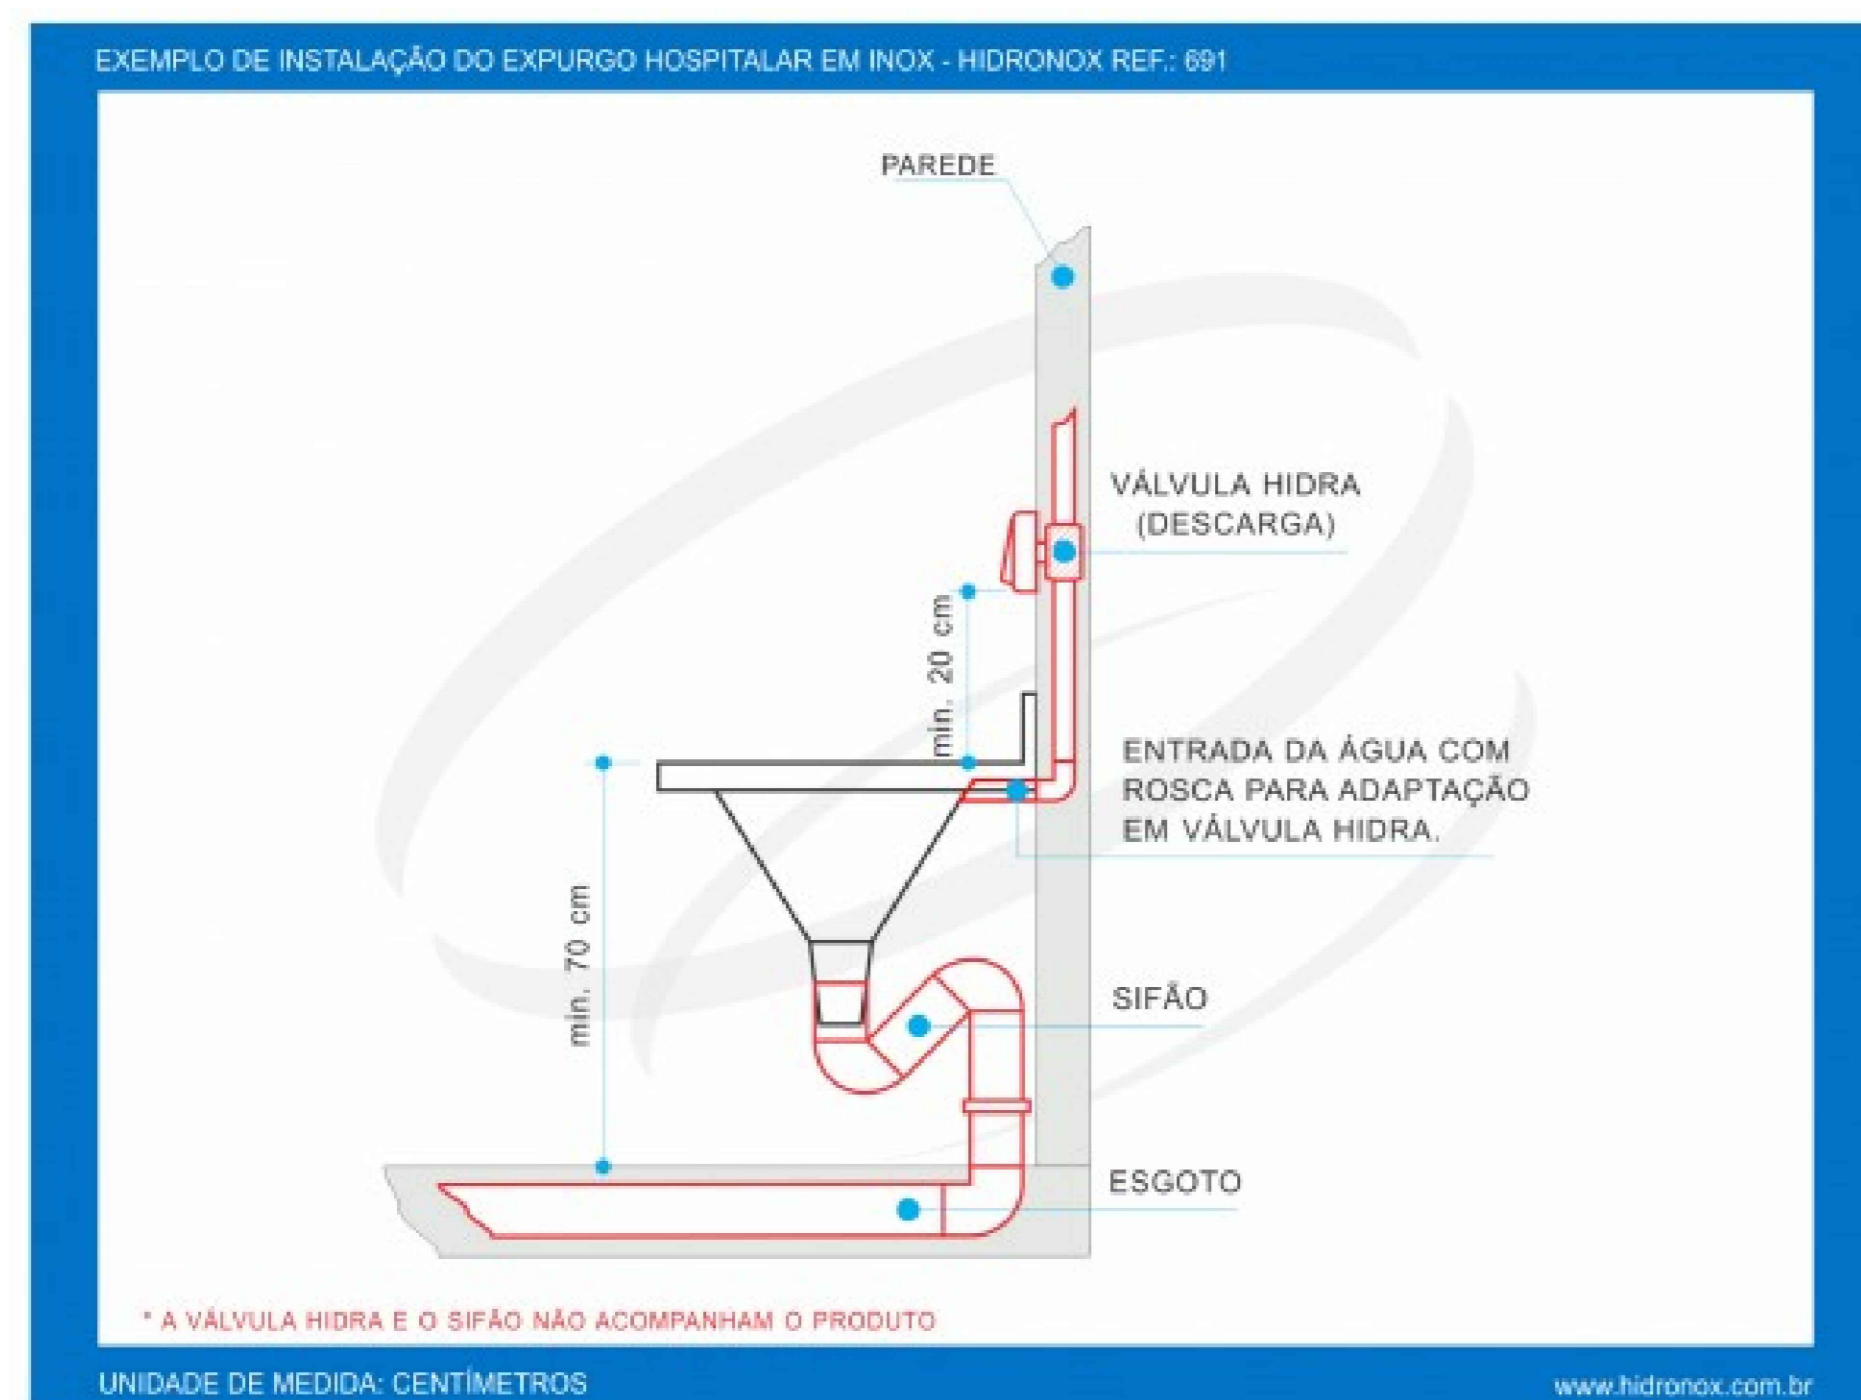 EXEMPLO DE INSTALAÇÃO DO EXPURGO HOSPITALAR EM INOX - HIDRONOX REF.: 691
PAREDE
VÁLVULA HIDRA
(DESCARGA)
min. 20 cm
ENTRADA DA ÁGUA COM
ROSCA PARA ADAPTAÇÃO
EM VÁLVULA HIDRA.
min. 70 cm
SIFÃO
ESGOTO
* A VÁLVULA HIDRA E O SIFÃO NÃO ACOMPANHAM O PRODUTO
UNIDADE DE MEDIDA: CENTÍMETROS
www.hidronox.com.br